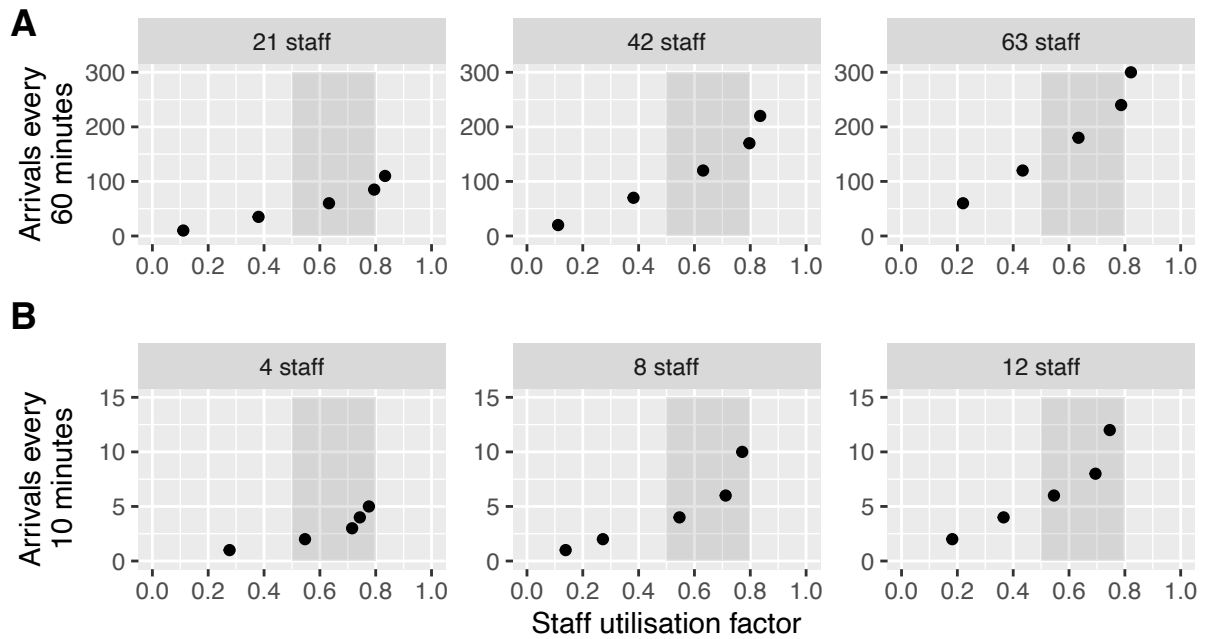 A
21 staff
42 staff
63 staff
Arrivals every
60 minutes
300
200
100
0
0.0 0.2 0.4 0.6 0.8 1.0
300
200
100
0
0.0 0.2 0.4 0.6 0.8 1.0
300
200
100
0
0.0 0.2 0.4 0.6 0.8 1.0
B
4 staff
8 staff
12 staff
Arrivals every
10 minutes
15
10
5
0
0.0 0.2 0.4 0.6 0.8 1.0
15
10
5
0
0.0 0.2 0.4 0.6 0.8 1.0
15
10
5
0
0.0 0.2 0.4 0.6 0.8 1.0
Staff utilisation factor